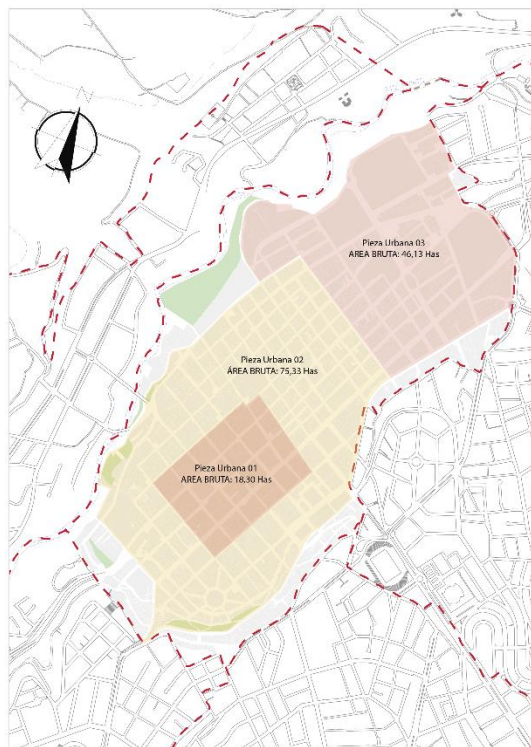 Pieza Urbana 03
AREA BRUTA: 46,13 Has
Pieza Urbana 02
ÁREA BRUTA: 75,33 Has
Pieza Urbana 01
AREA BRUTA: 18,30 Has